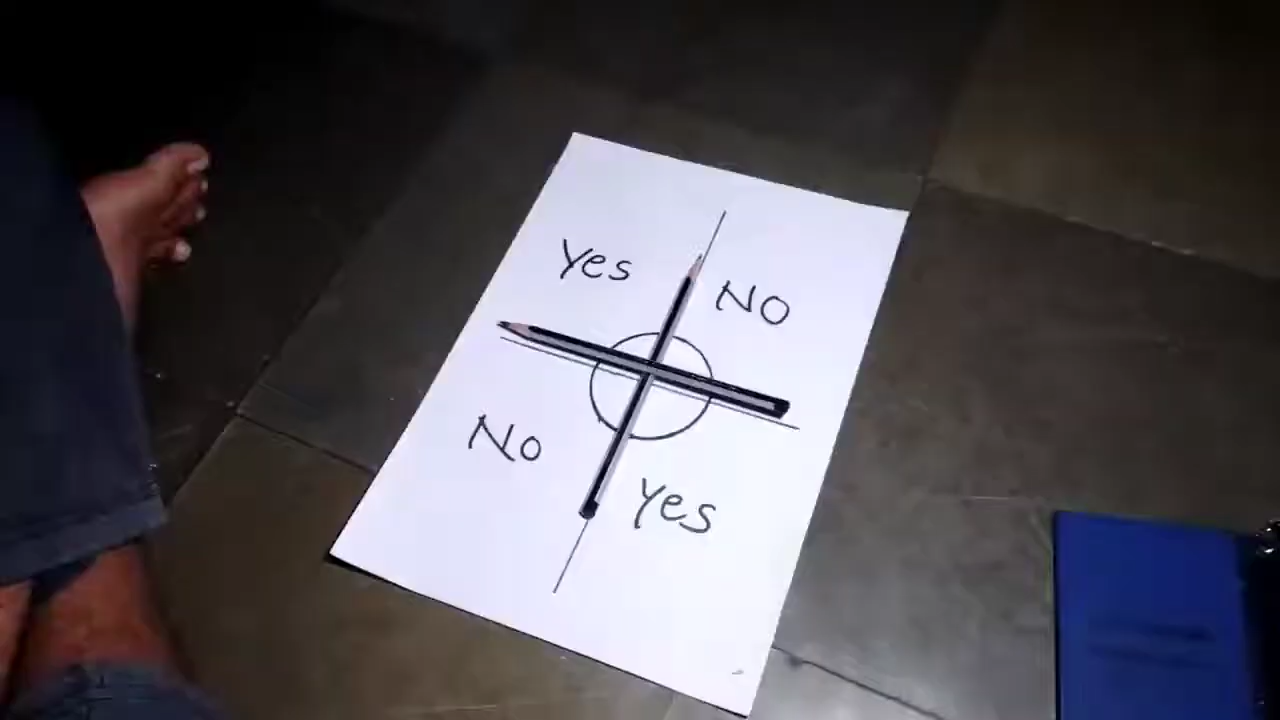 Yes NO
No Yes